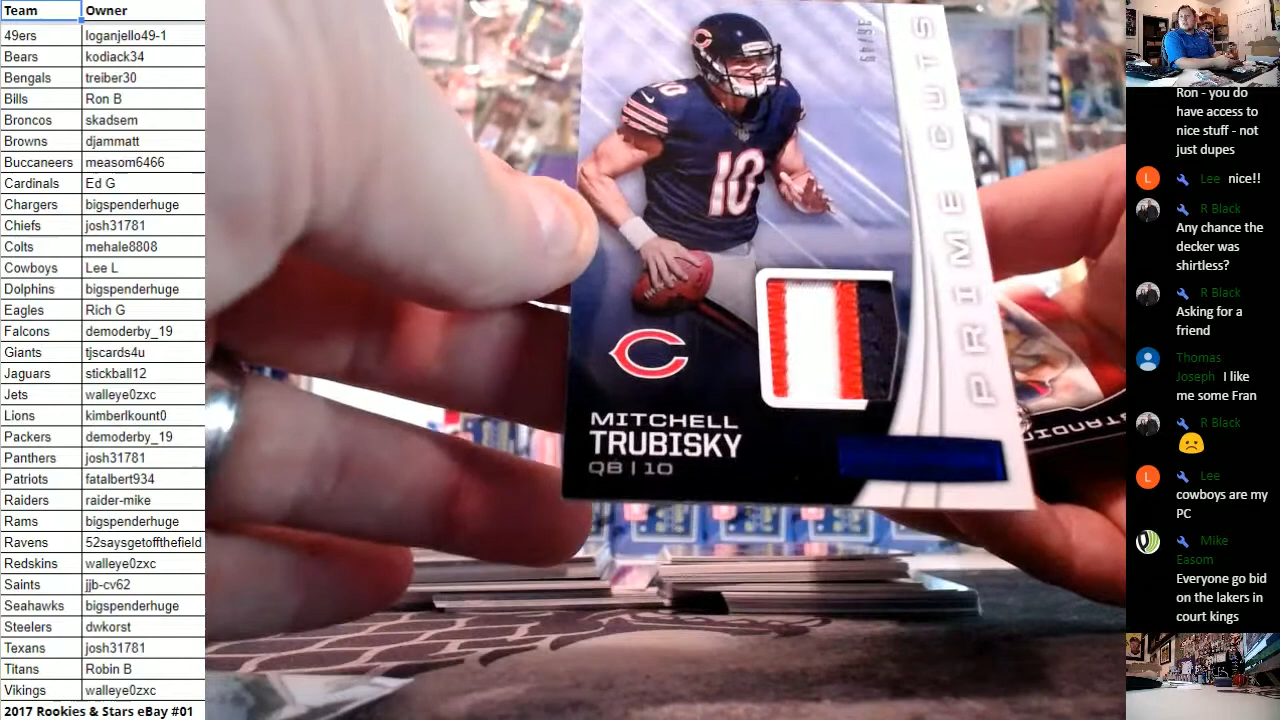 Team Owner
49ers loganjello49-1
Bears kodiack34
Bengals treiber30
Bills Ron B
Broncos skadsem
Browns djammatt
Buccaneers measom6466
Cardinals Ed G
Chargers bigspenderhuge
Chiefs josh31781
Colts mehale8808
Cowboys Lee L
Dolphins bigspenderhuge
Eagles Rich G
Falcons demoderby_19
Giants tjscards4u
Jaguars stickball12
Jets walleye0zxc
Lions kimberlkount0
Packers demoderby_19
Panthers josh31781
Patriots fatalbert934
Raiders raider-mike
Rams bigspenderhuge
Ravens 52saysgetoffthefield
Redskins walleye0zxc
Saints jjb-cv62
Seahawks bigspenderhuge
Steelers dwkorst
Texans josh31781
Titans Robin B
Vikings walleye0zxc
2017 Rookies & Stars eBay #01
10
10
PRIME CUTS
MITCHELL
TRUBISKY
QB | 10
Ron - you do
have access to
nice stuff - not
just dupes
L Lee nice!!
R Black
Any chance the
decker was
shirtless?
R Black
Asking for a
friend
Thomas
Joseph I like
me some Fran
R Black
L Lee
cowboys are my
PC
Mike
Easom
Everyone go bid
on the lakers in
court kings